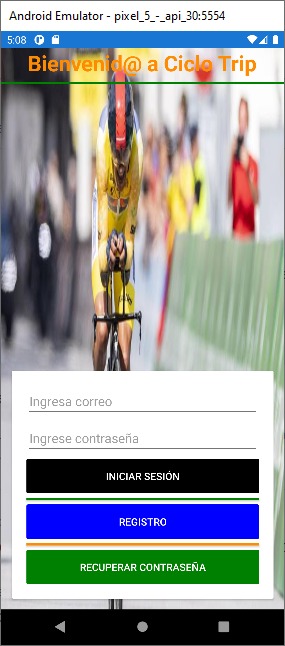 Android Emulator - pixel_5_-_api_30:5554
5:08
Bienvenid@ a Ciclo Trip
Ingresa correo
Ingrese contraseña
INICIAR SESIÓN
REGISTRO
RECUPERAR CONTRASEÑA